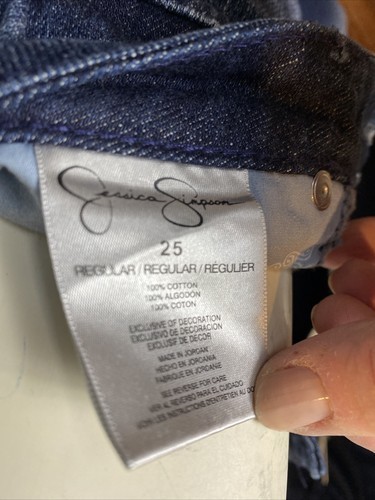 Jessica Simpson
25
REGULAR / REGULAR / RÉGULIER
100% COTTON
100% ALGODÓN
100% COTON
EXCLUSIVE OF DECORATION
EXCLUSIVO DE DECORACIÓN
EXCLUSIF DE DECOR
MADE IN JORDAN
HECHO EN JORDANIA
FABRIQUÉ EN JORDANIE
SEE REVERSE FOR CARE
VER AL REVERSO PARA EL CUIDADO
VOIR LES INSTRUCTIONS D'ENTRETIEN AU DO